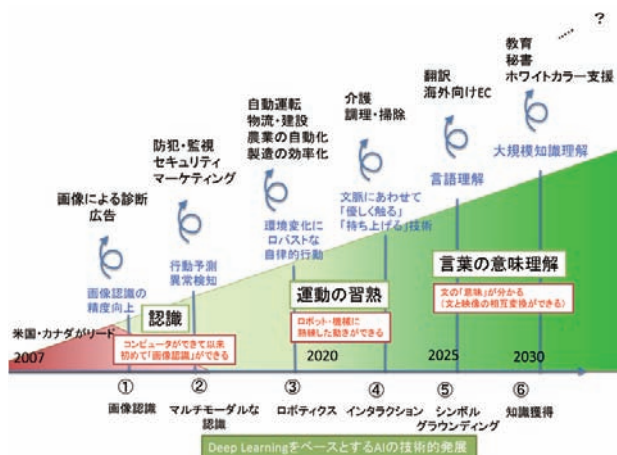 ?
教育
秘書
ホワイトカラー支援
翻訳
海外向けEC
介護
調理・掃除
自動運転
物流・建設
農業の自動化
製造の効率化
防犯・監視
セキュリティ
マーケティング
画像による診断
広告
大規模知識理解
言語理解
文脈にあわせて
「優しく触る」
「持ち上げる」技術
環境変化に
ロバストな
自律的行動
行動予測
異常検知
画像認識の
精度向上
言葉の意味理解
文の「意味」が分かる
(文と映像の相互変換ができる)
運動の習熟
ロボット・機械に
熟練した動きができる
認識
コンピュータができて以来
初めて「画像認識」ができる
米国・カナダがリード
2007
2020
2025
2030
①
画像認識
②
マルチモーダルな
認識
③
ロボティクス
④
インタラクション
⑤
シンボル
グラウンディング
⑥
知識獲得
Deep LearningをベースとするAIの技術的発展